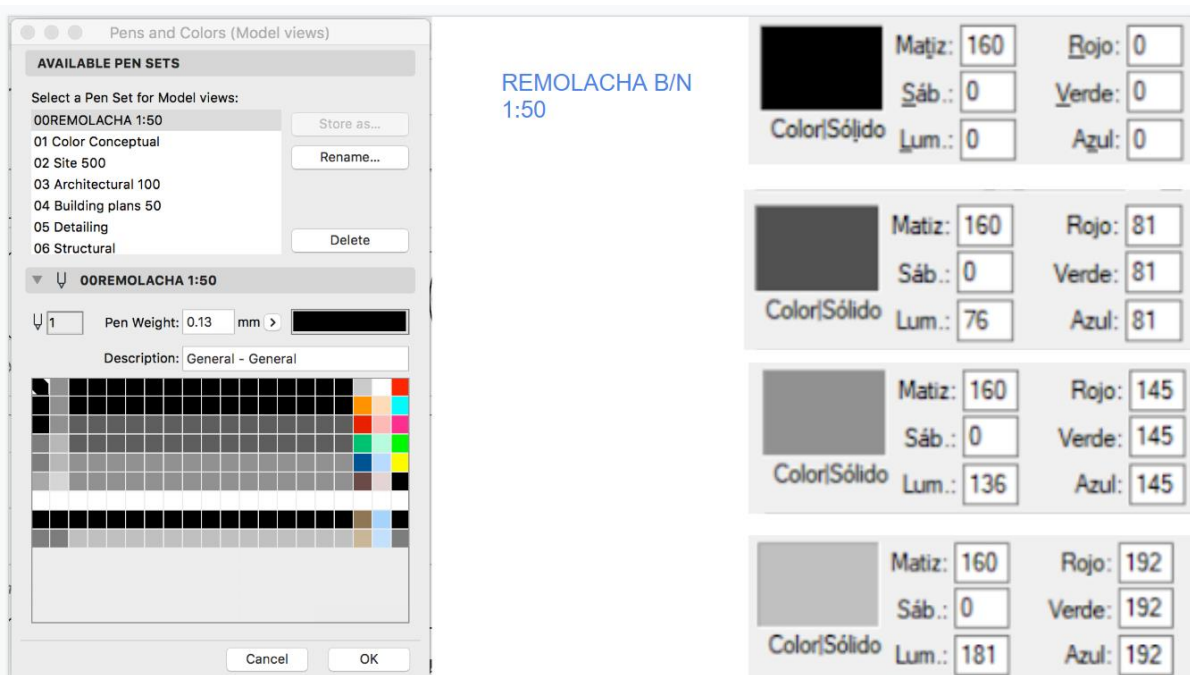 Pens and Colors (Model views)
AVAILABLE PEN SETS
Select a Pen Set for Model views:
00REMOLACHA 1:50
01 Color Conceptual
02 Site 500
03 Architectural 100
04 Building plans 50
05 Detailing
06 Structural
Store as...
Rename...
Delete
00REMOLACHA 1:50
1 Pen Weight: 0.13 mm
Description: General - General
Cancel OK
REMOLACHA B/N
1:50
Matiz: 160 Rojo: 0
Sáb.: 0 Verde: 0
Color|Sólido Lum.: 0 Azul: 0
Matiz: 160 Rojo: 81
Sáb.: 0 Verde: 81
Color|Sólido Lum.: 76 Azul: 81
Matiz: 160 Rojo: 145
Sáb.: 0 Verde: 145
Color|Sólido Lum.: 136 Azul: 145
Matiz: 160 Rojo: 192
Sáb.: 0 Verde: 192
Color|Sólido Lum.: 181 Azul: 192